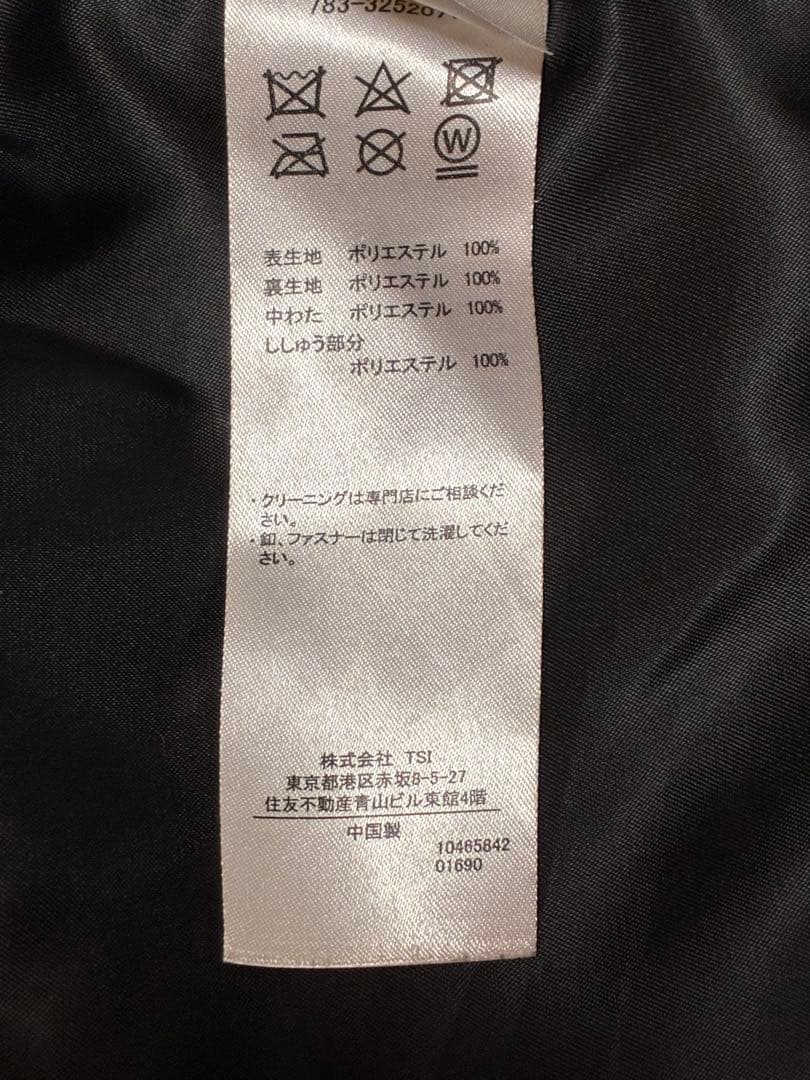 783-32526
W
表生地 ポリエステル 100%
裏生地 ポリエステル 100%
中わた ポリエステル 100%
ししゅう部分
ポリエステル 100%
・クリーニングは専門店にご相談くだ
さい。
・釦、ファスナーは閉じて洗濯してくだ
さい。
株式会社 TSI
東京都港区赤坂8-5-27
住友不動産青山ビル東館4階
中国製
10465842
01690